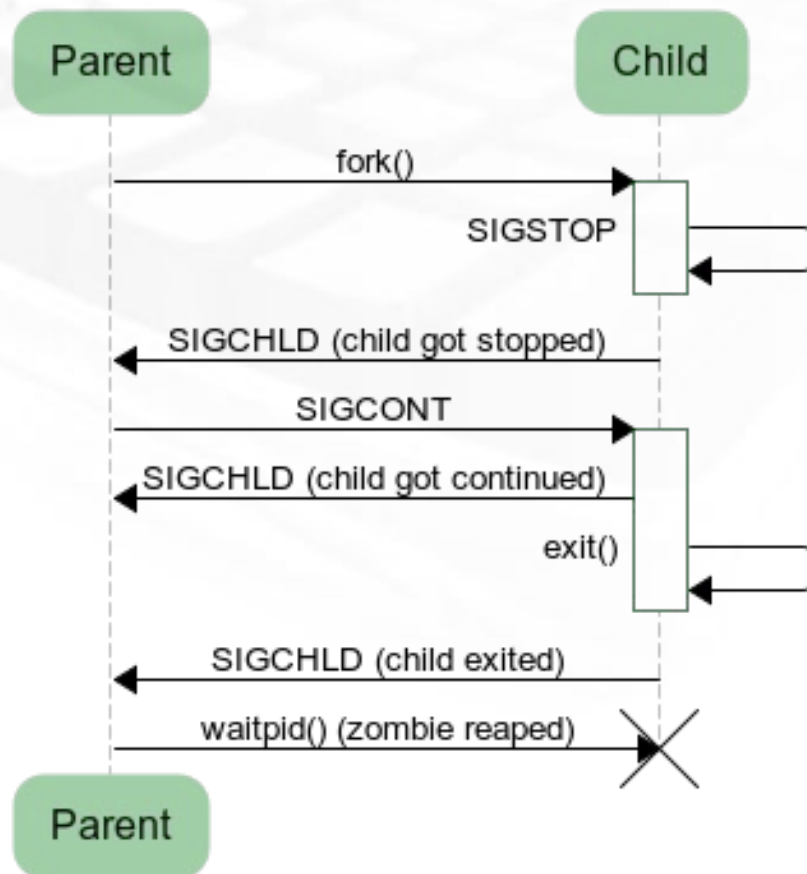 Parent
Child
fork()
SIGSTOP
SIGCHLD (child got stopped)
SIGCONT
SIGCHLD (child got continued)
exit()
SIGCHLD (child exited)
waitpid() (zombie reaped)
Parent